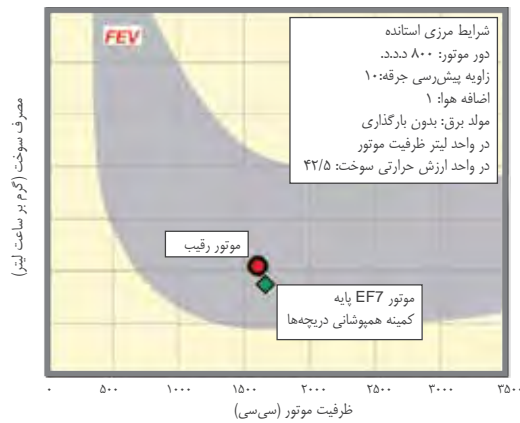 FEV
شرایط مرزی استانده
دور موتور: ۸۰۰ د.د.د.
زاویه پیش‌رسی جرقه:۱۰
اضافه هوا: ۱
مولد برق: بدون بارگذاری
در واحد لیتر ظرفیت موتور
در واحد ارزش حرارتی سوخت: ۴۲/۵
مصرف سوخت (گرم بر ساعت لیتر)
موتور رقیب
موتور EF7 پایه
کمینه همپوشانی دریچه‌ها
۰ ۵۰۰ ۱۰۰۰ ۱۵۰۰ ۲۰۰۰ ۲۵۰۰ ۳۰۰۰ ۳۵۰۰
ظرفیت موتور (سی‌سی)